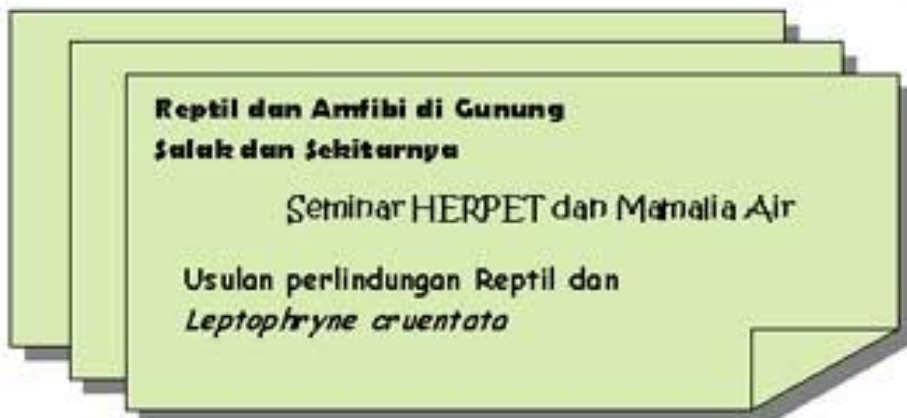 Reptil dan Amfibi di Gunung
Salak dan Sekitarnya
Seminar HERPET dan Mamalia Air
Usulan perlindungan Reptil dan
Leptophryne cruentata